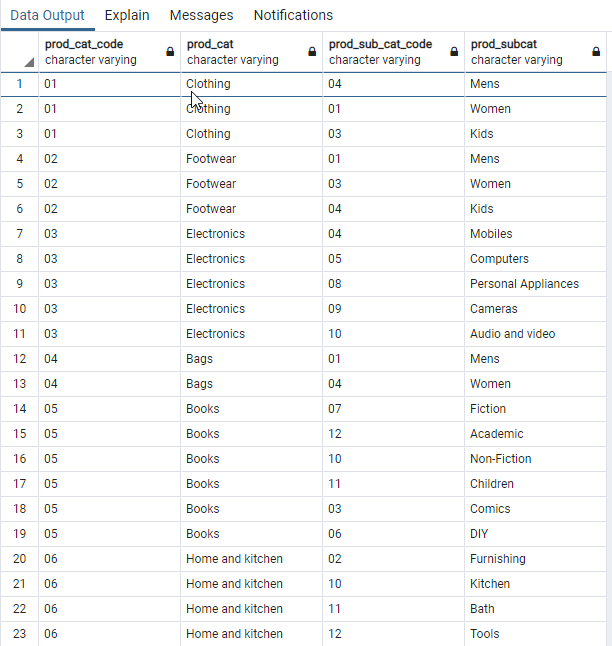 Data Output Explain Messages Notifications
prod_cat_code prod_cat prod_sub_cat_code prod_subcat
character varying character varying character varying character varying
1 01 Clothing 04 Mens
2 01 Clothing 01 Women
3 01 Clothing 03 Kids
4 02 Footwear 01 Mens
5 02 Footwear 03 Women
6 02 Footwear 04 Kids
7 03 Electronics 04 Mobiles
8 03 Electronics 05 Computers
9 03 Electronics 08 Personal Appliances
10 03 Electronics 09 Cameras
11 03 Electronics 10 Audio and video
12 04 Bags 01 Mens
13 04 Bags 04 Women
14 05 Books 07 Fiction
15 05 Books 12 Academic
16 05 Books 10 Non-Fiction
17 05 Books 11 Children
18 05 Books 03 Comics
19 05 Books 06 DIY
20 06 Home and kitchen 02 Furnishing
21 06 Home and kitchen 10 Kitchen
22 06 Home and kitchen 11 Bath
23 06 Home and kitchen 12 Tools